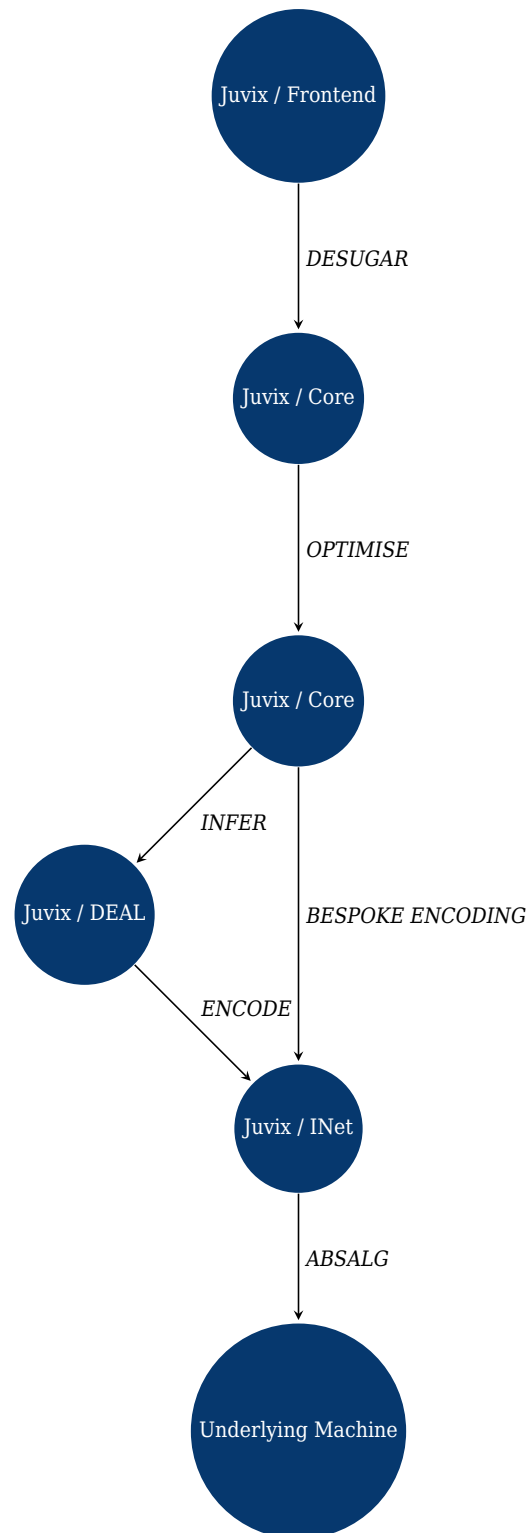 Juvix / Frontend
DESUGAR
Juvix / Core
OPTIMISE
Juvix / Core
INFER
Juvix / DEAL
BESPOKE ENCODING
ENCODE
Juvix / INet
ABSALG
Underlying Machine